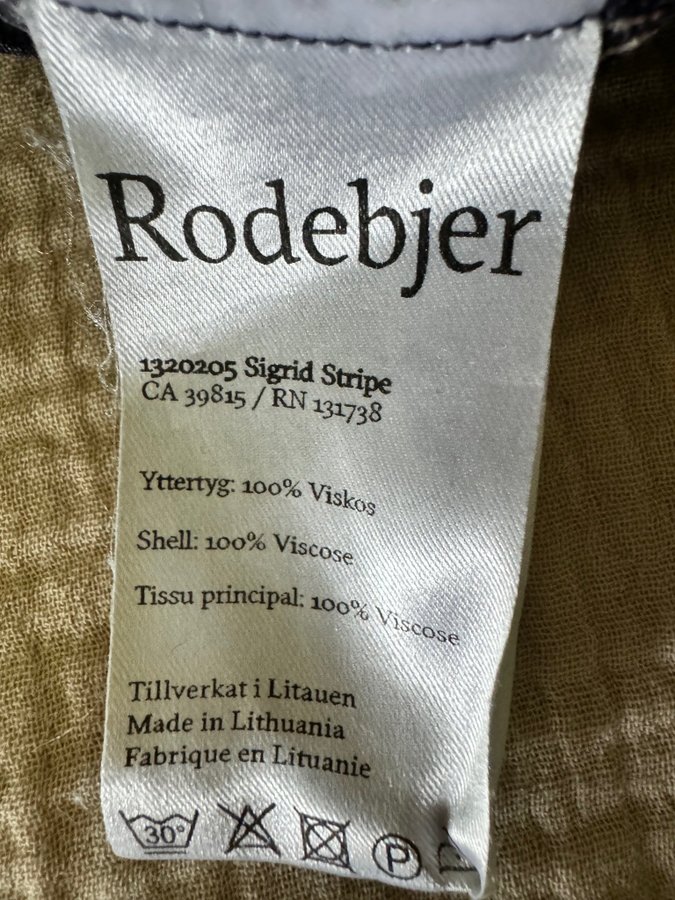 Rodebjer
1320205 Sigrid Stripe
CA 39815 / RN 131738
Yttertyg: 100% Viskos
Shell: 100% Viscose
Tissu principal: 100% Viscose
Tillverkat i Litauen
Made in Lithuania
Fabrique en Lituanie
30° P